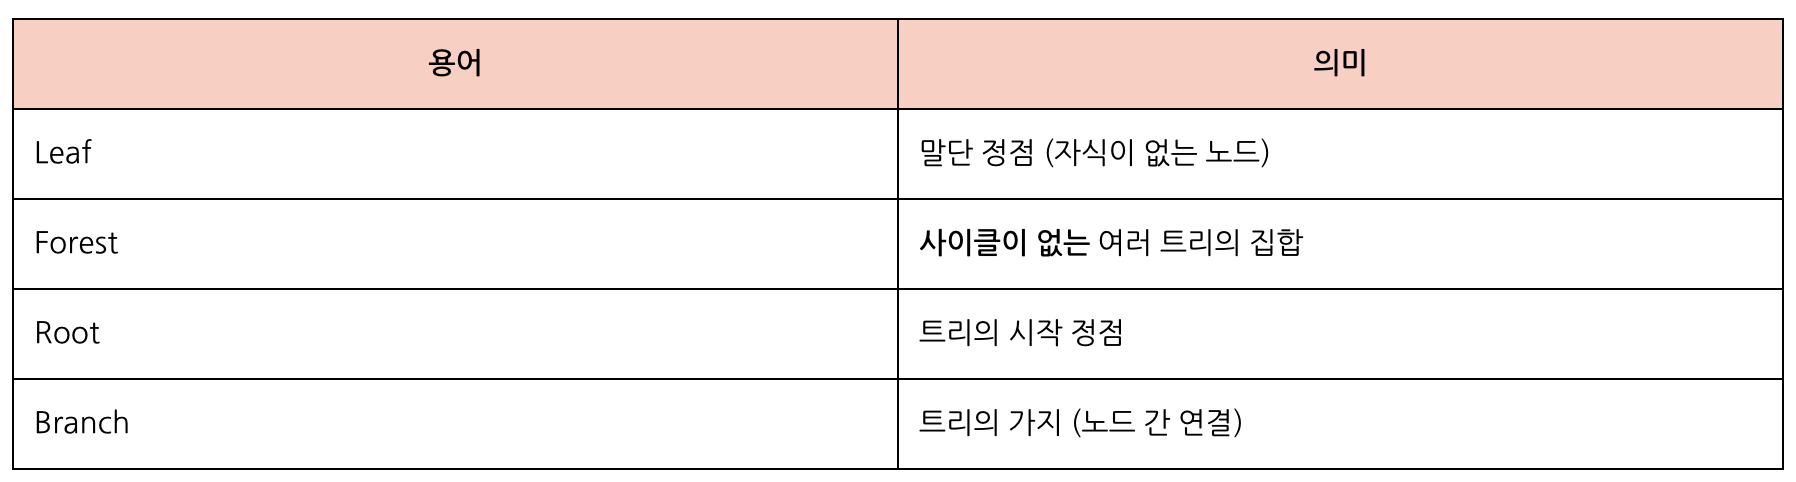 용어 의미
Leaf 말단 정점 (자식이 없는 노드)
Forest 사이클이 없는 여러 트리의 집합
Root 트리의 시작 정점
Branch 트리의 가지 (노드 간 연결)